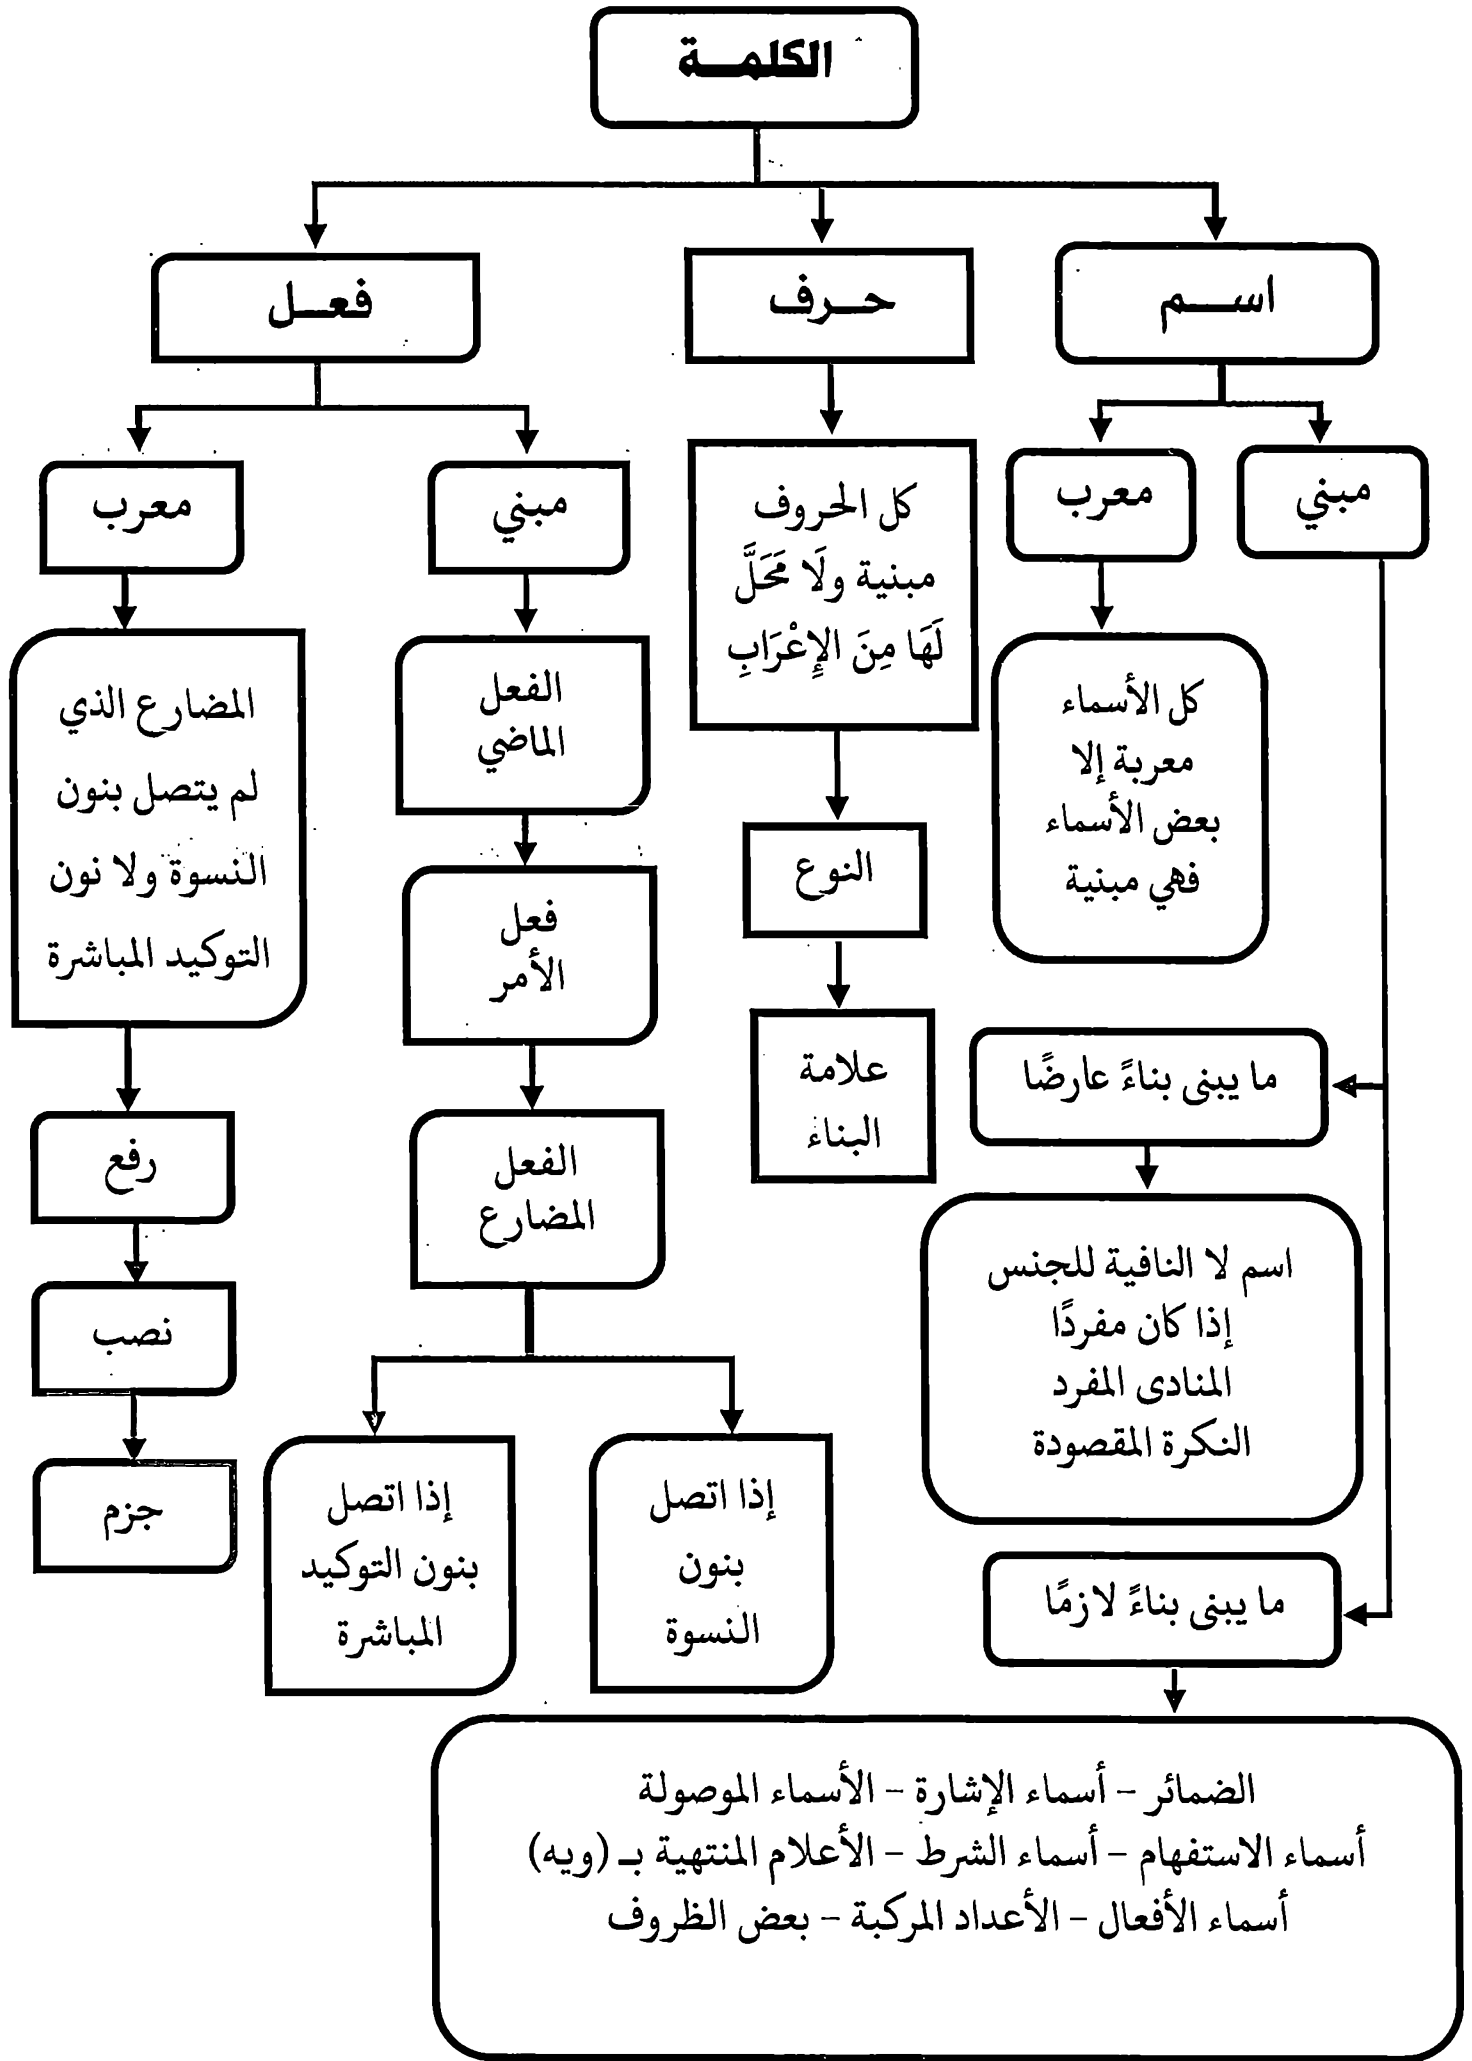 الكلمـــة
اســـم
حـــرف
فعـــل
مبني
معرب
كل الأسماء
معربة إلا
بعض الأسماء
فهي مبنية
ما يبنى بناءً عارضًا
اسم لا النافية للجنس
إذا كان مفردًا
المنادى المفرد
النكرة المقصودة
ما يبنى بناءً لازمًا
الضمائر – أسماء الإشارة – الأسماء الموصولة
أسماء الاستفهام – أسماء الشرط – الأعلام المنتهية بـ (ويه)
أسماء الأفعال – الأعداد المركبة – بعض الظروف
كل الحروف
مبنية ولَا مَحَلَّ
لَهَا مِنَ الإِعْرَابِ
النوع
علامة
البناء
مبني
الفعل
الماضي
فعل
الأمر
الفعل
المضارع
إذا اتصل
بنون
النسوة
إذا اتصل
بنون التوكيد
المباشرة
معرب
المضارع الذي
لم يتصل بنون
النسوة ولا نون
التوكيد المباشرة
رفع
نصب
جزم